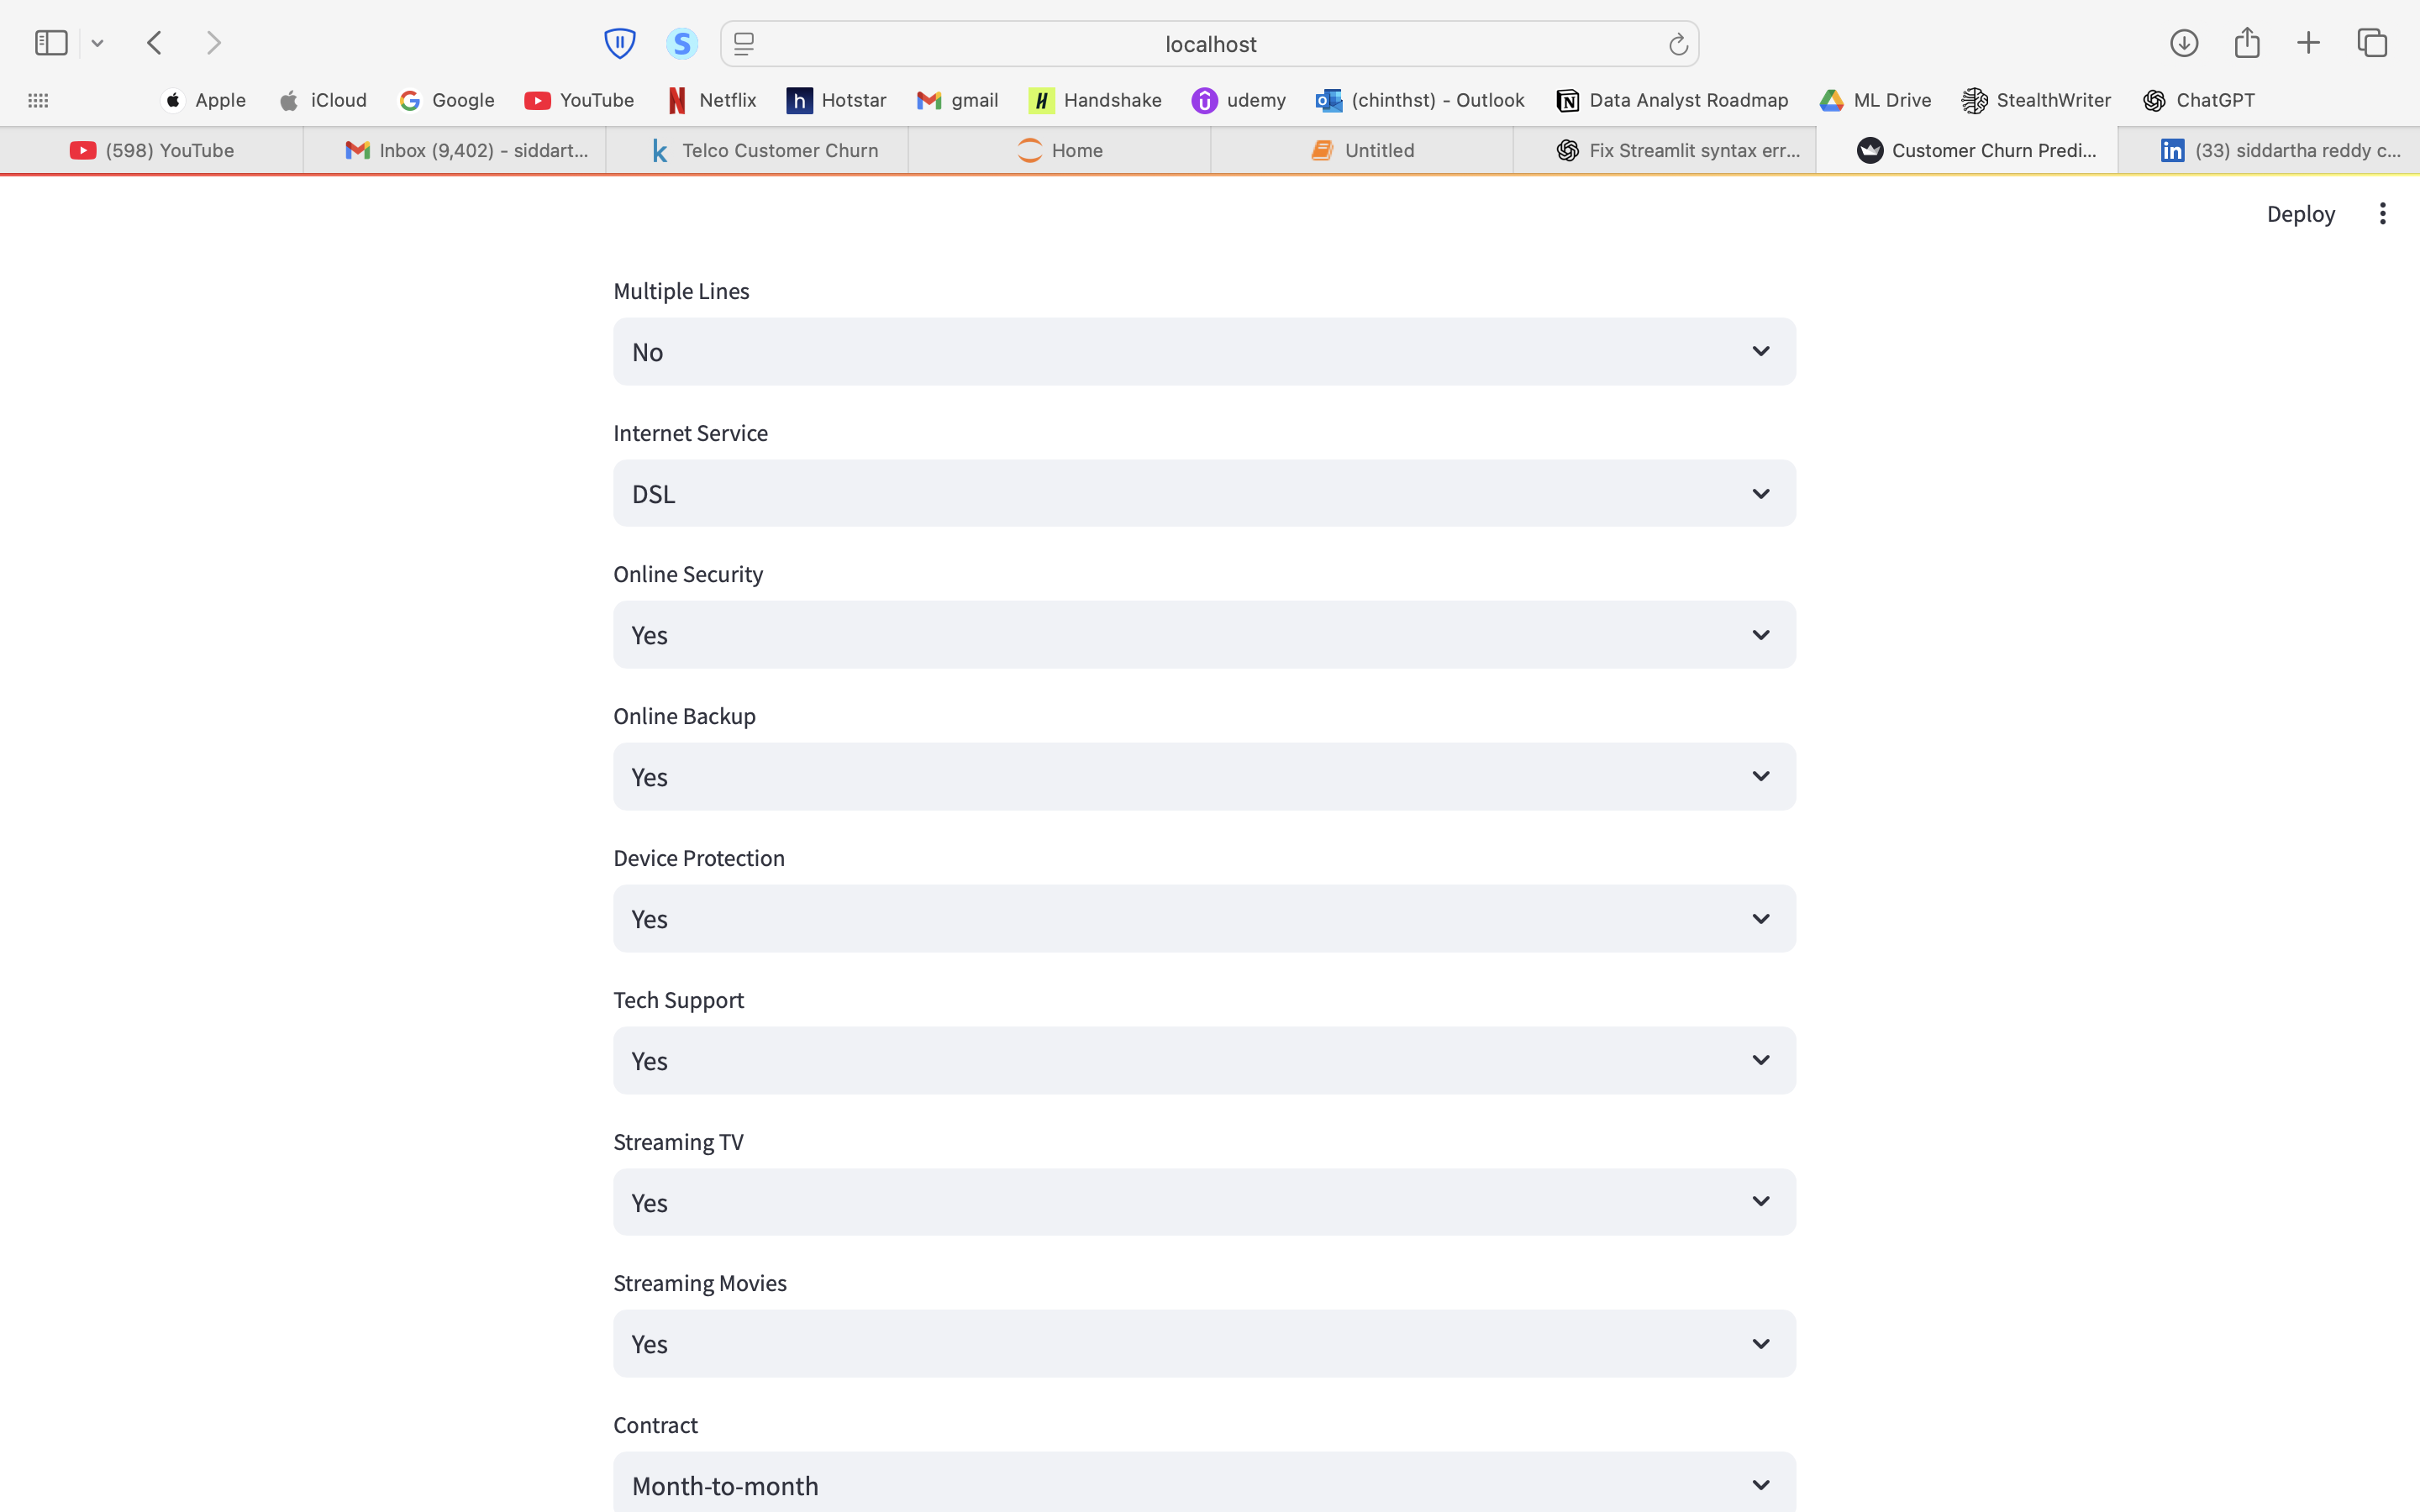 localhost
Apple iCloud Google YouTube Netflix Hotstar gmail Handshake udemy (chinthst) - Outlook Data Analyst Roadmap ML Drive StealthWriter ChatGPT
(598) YouTube Inbox (9,402) - siddart... Telco Customer Churn Home Untitled Fix Streamlit syntax err... Customer Churn Predi... (33) siddartha reddy c...
Deploy
Multiple Lines
No
Internet Service
DSL
Online Security
Yes
Online Backup
Yes
Device Protection
Yes
Tech Support
Yes
Streaming TV
Yes
Streaming Movies
Yes
Contract
Month-to-month